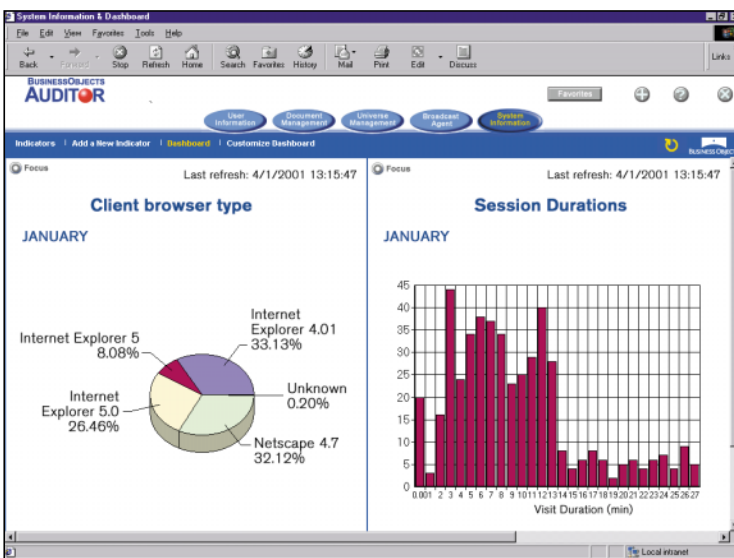 System Information & Dashboard
File Edit View Favorites Tools Help
Back Forward Stop Refresh Home Search Favorites History Mail Print Edit Discuss
Links
BUSINESSOBJECTS
AUDITOR
Favorites
User Information
Document Management
Universe Management
Broadcast Agent
System Information
Indicators | Add a New Indicator | Dashboard | Customize Dashboard
Focus
Last refresh: 4/1/2001 13:15:47
Client browser type
JANUARY
Internet Explorer 4.01
33.13%
Internet Explorer 5
8.08%
Unknown
0.20%
Internet Explorer 5.0
26.46%
Netscape 4.7
32.12%
Focus
Last refresh: 4/1/2001 13:15:47
Session Durations
JANUARY
45
40
35
30
25
20
15
10
5
0
0.001 2 3 4 5 6 7 8 9 10 11 12 13 14 15 16 17 18 19 20 21 22 23 24 25 26 27
Visit Duration (min)
Local intranet